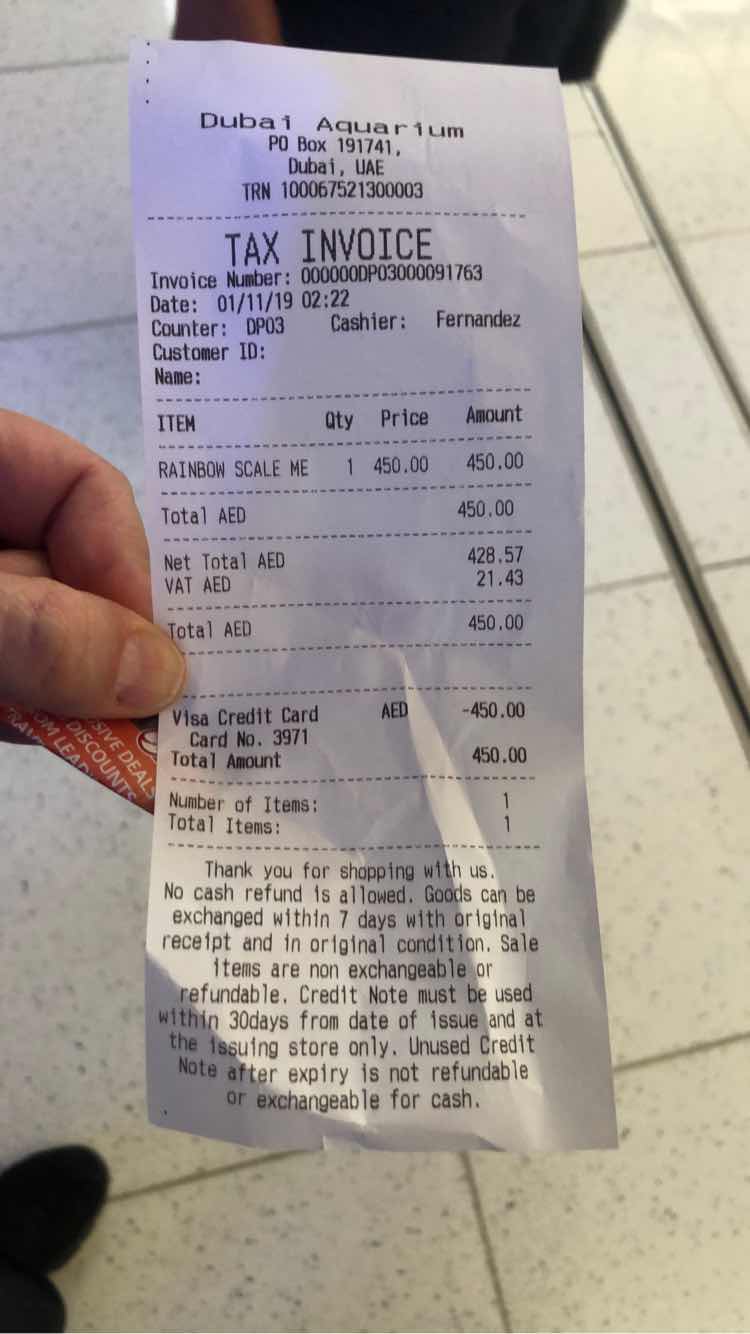 Dubai Aquarium
PO Box 191741,
Dubai, UAE
TRN 100067521300003
TAX INVOICE
Invoice Number: 000000DP03000091763
Date: 01/11/19 02:22
Counter: DP03 Cashier: Fernandez
Customer ID:
Name:
ITEM Qty Price Amount
RAINBOW SCALE ME 1 450.00 450.00
Total AED 450.00
Net Total AED 428.57
VAT AED 21.43
Total AED 450.00
Visa Credit Card AED -450.00
Card No. 3971
Total Amount 450.00
Number of Items: 1
Total Items: 1
Thank you for shopping with us.
No cash refund is allowed. Goods can be
exchanged within 7 days with original
receipt and in original condition. Sale
items are non exchangeable or
refundable. Credit Note must be used
within 30days from date of issue and at
the issuing store only. Unused Credit
Note after expiry is not refundable
or exchangeable for cash.
DEALS
DISCOUNTS